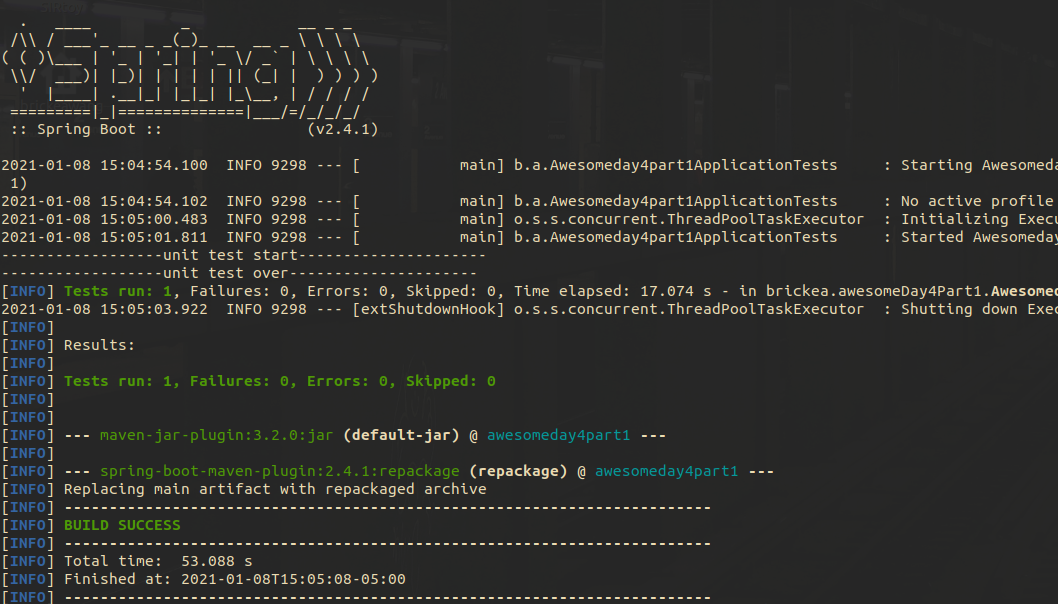 .   ____          _            __ _ _
 /\\ / ___'_ __ _ _(_)_ __  __ _ \ \ \ \
( ( )\___ | '_ | '_| | '_ \/ _` | \ \ \ \
 \\/  ___)| |_)| | | | | || (_| |  ) ) ) )
  '  |____| .__|_| |_|_| |_\__, | / / / /
 =========|_|==============|___/=/_/_/_/
 :: Spring Boot ::                (v2.4.1)
2021-01-08 15:04:54.100  INFO 9298 --- [           main] b.a.Awesomeday4part1ApplicationTests     : Starting Awesomeda
 1)
2021-01-08 15:04:54.102  INFO 9298 --- [           main] b.a.Awesomeday4part1ApplicationTests     : No active profile
2021-01-08 15:05:00.483  INFO 9298 --- [           main] o.s.s.concurrent.ThreadPoolTaskExecutor  : Initializing Execu
2021-01-08 15:05:01.811  INFO 9298 --- [           main] b.a.Awesomeday4part1ApplicationTests     : Started Awesomeday
------------------unit test start---------------------
------------------unit test over---------------------
[INFO] Tests run: 1, Failures: 0, Errors: 0, Skipped: 0, Time elapsed: 17.074 s - in brickea.awesomeDay4Part1.Awesomed
2021-01-08 15:05:03.922  INFO 9298 --- [extShutdownHook] o.s.s.concurrent.ThreadPoolTaskExecutor  : Shutting down Exec
[INFO]
[INFO] Results:
[INFO]
[INFO] Tests run: 1, Failures: 0, Errors: 0, Skipped: 0
[INFO]
[INFO]
[INFO] --- maven-jar-plugin:3.2.0:jar (default-jar) @ awesomeday4part1 ---
[INFO]
[INFO] --- spring-boot-maven-plugin:2.4.1:repackage (repackage) @ awesomeday4part1 ---
[INFO] Replacing main artifact with repackaged archive
[INFO] ------------------------------------------------------------------------
[INFO] BUILD SUCCESS
[INFO] ------------------------------------------------------------------------
[INFO] Total time:  53.088 s
[INFO] Finished at: 2021-01-08T15:05:08-05:00
[INFO] ------------------------------------------------------------------------